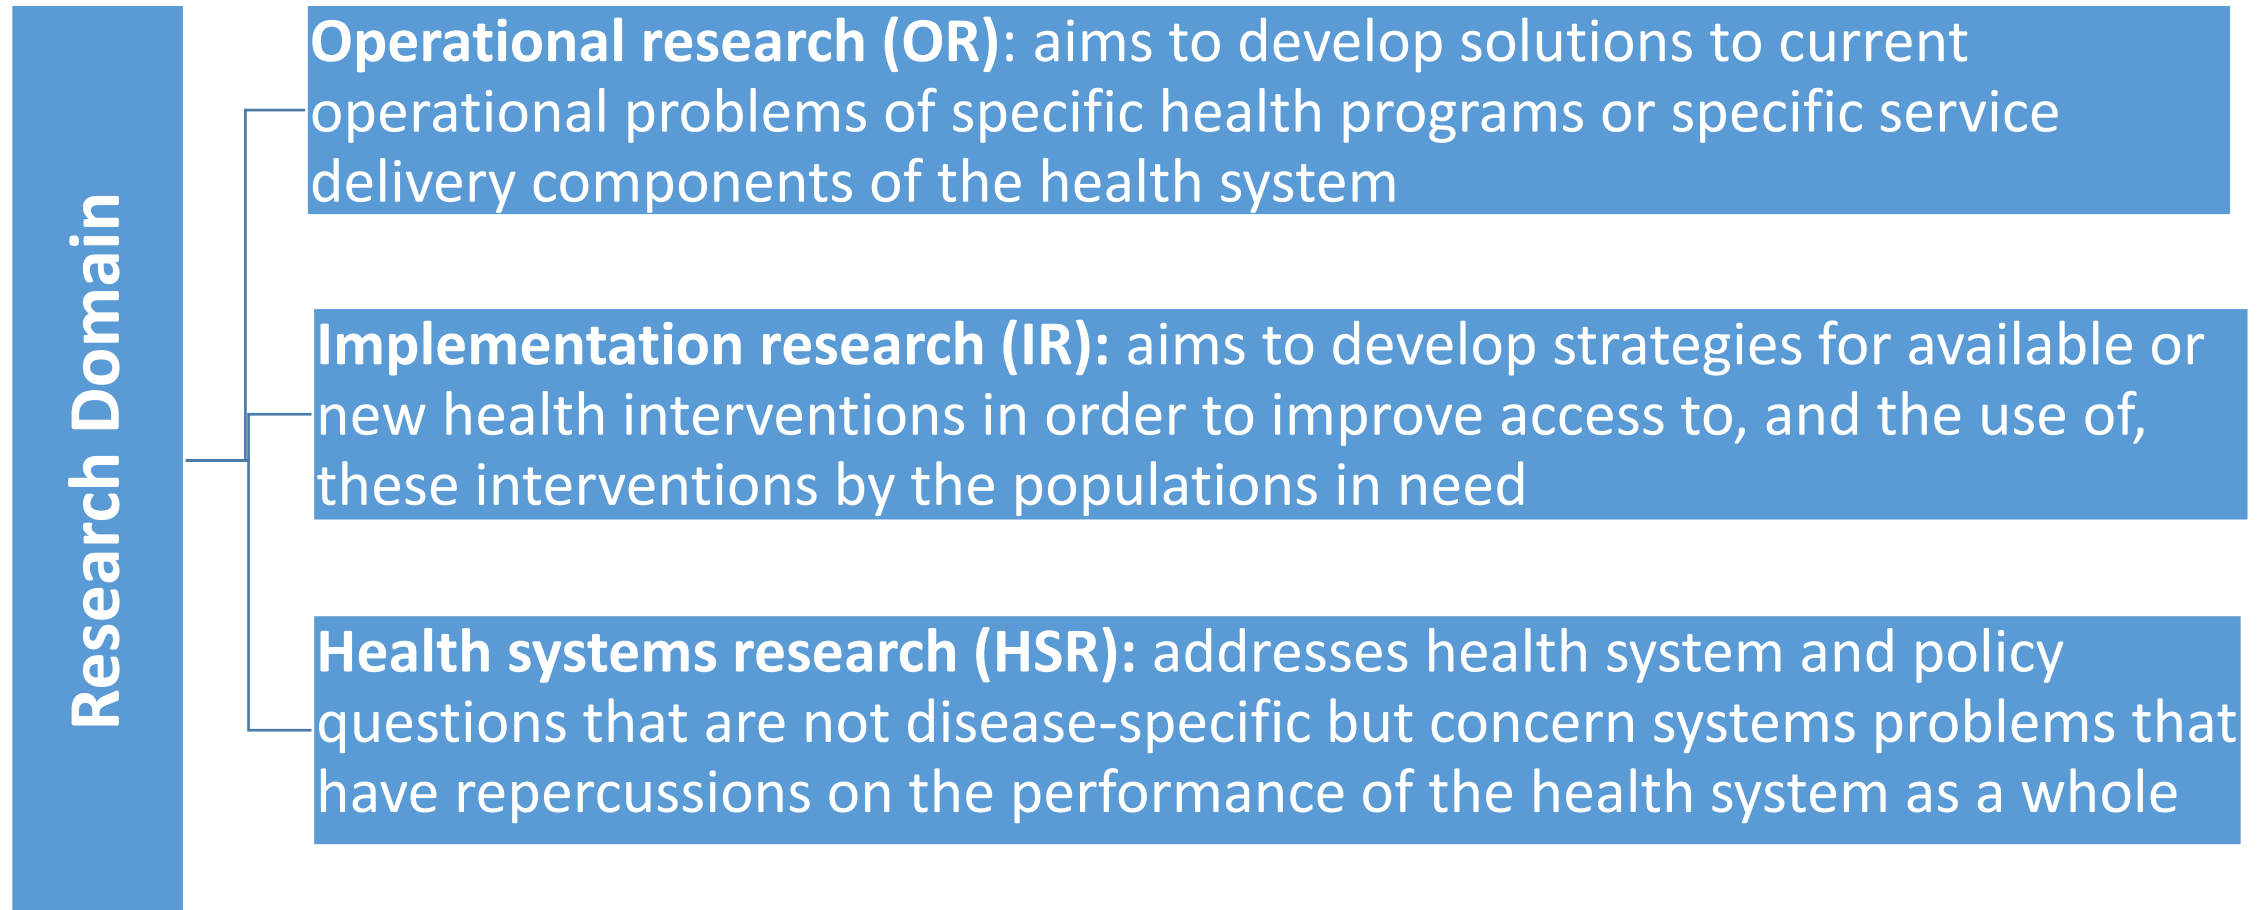 Research Domain
Operational research (OR): aims to develop solutions to current
operational problems of specific health programs or specific service
delivery components of the health system
Implementation research (IR): aims to develop strategies for available or
new health interventions in order to improve access to, and the use of,
these interventions by the populations in need
Health systems research (HSR): addresses health system and policy
questions that are not disease-specific but concern systems problems that
have repercussions on the performance of the health system as a whole